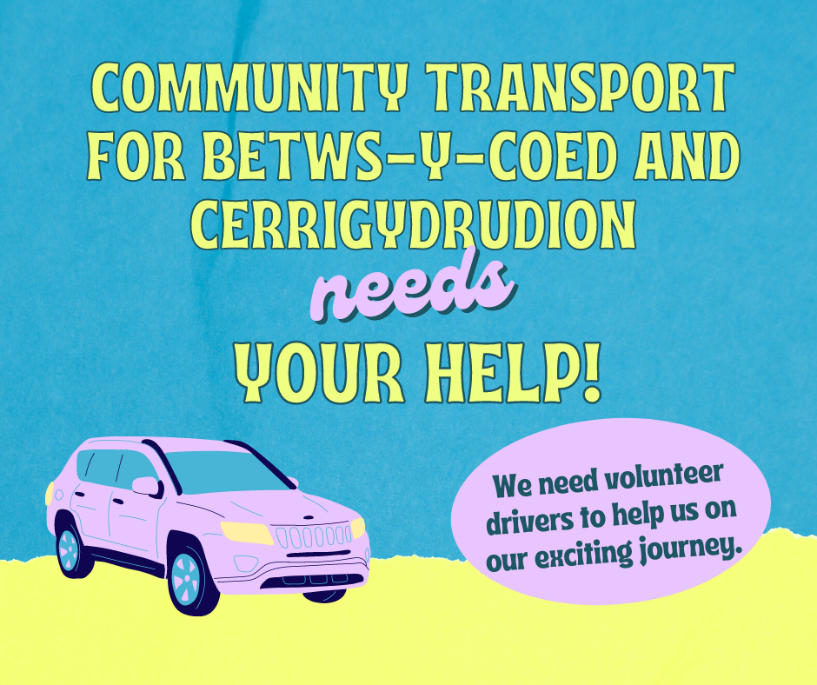 COMMUNITY TRANSPORT
FOR BETWS-Y-COED AND
CERRIGYDRUDION
needs
YOUR HELP!
We need volunteer
drivers to help us on
our exciting journey.